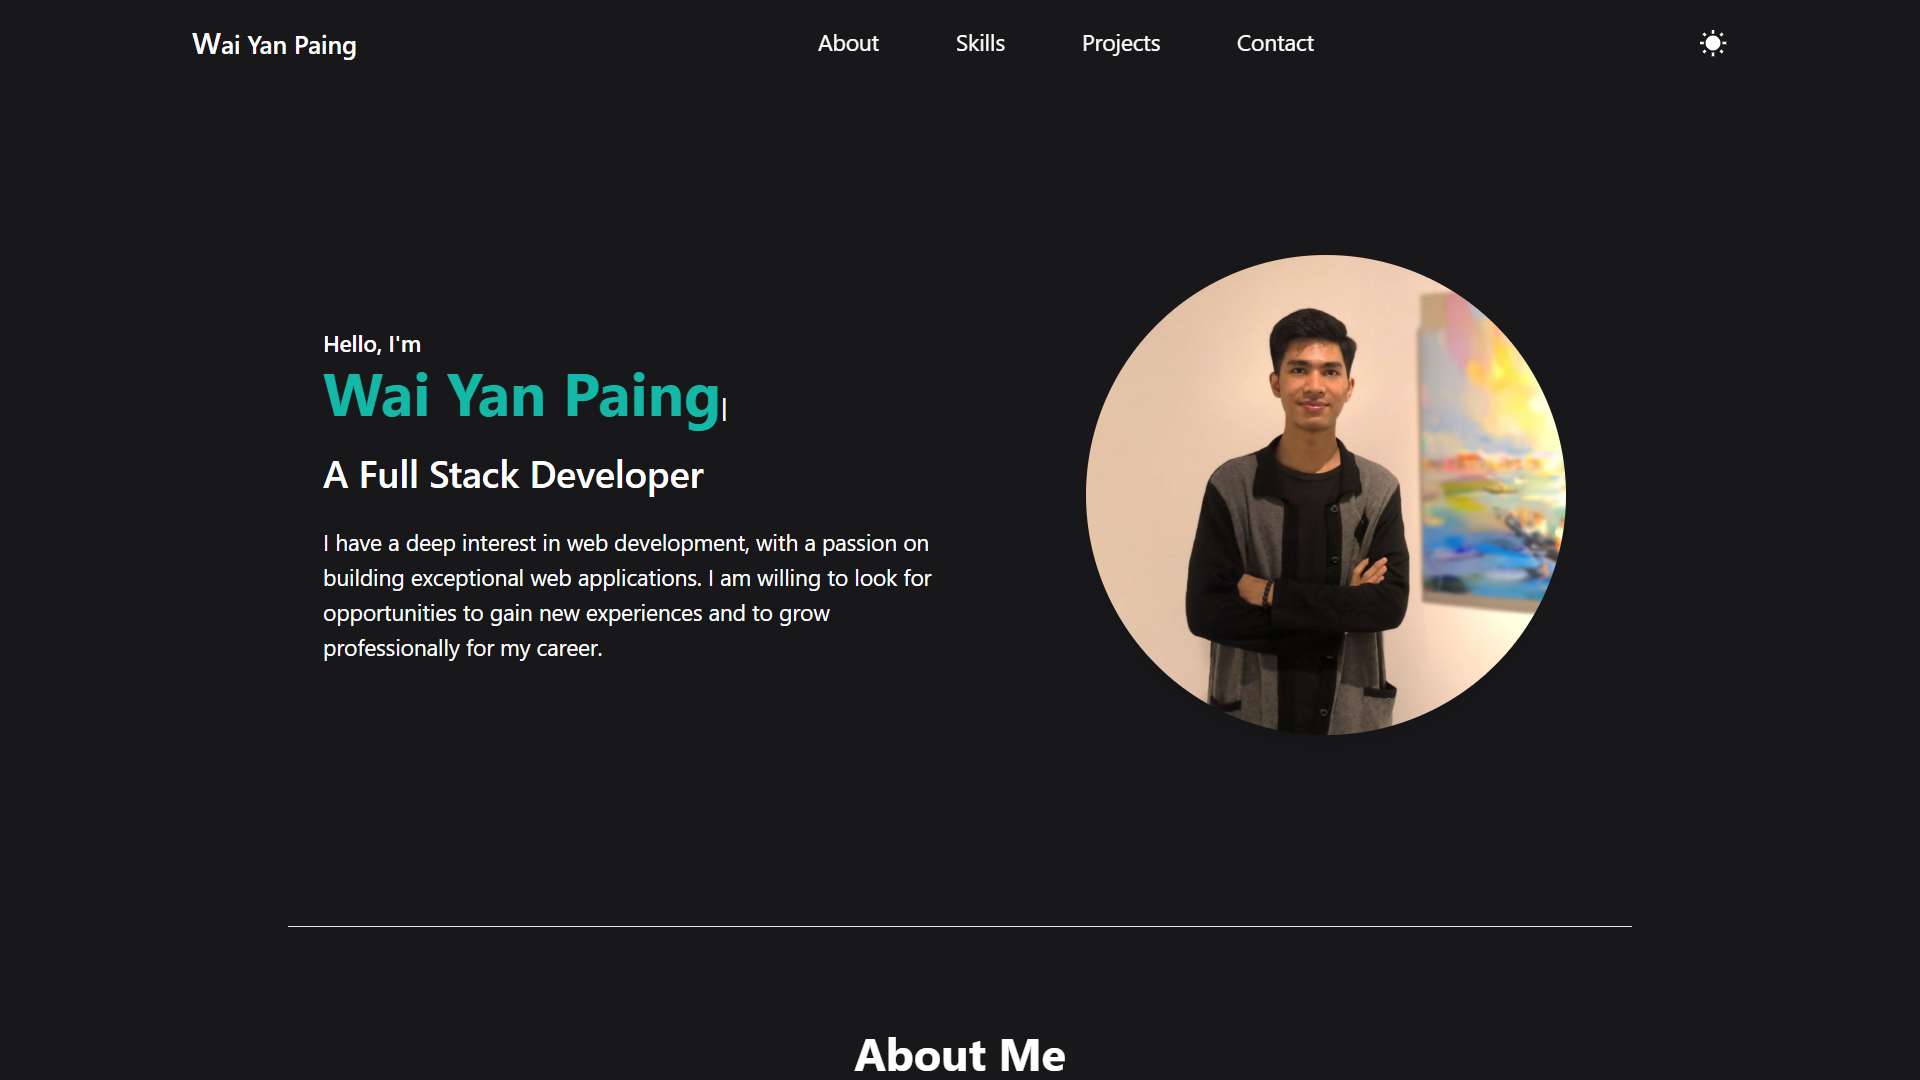 Wai Yan Paing
About
Skills
Projects
Contact
Hello, I'm
Wai Yan Paing|
A Full Stack Developer
I have a deep interest in web development, with a passion on
building exceptional web applications. I am willing to look for
opportunities to gain new experiences and to grow
professionally for my career.
About Me